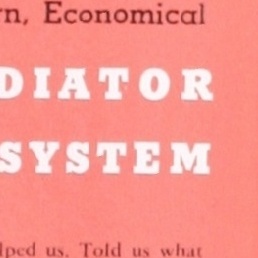 rn, Economical
DIATOR
SYSTEM
lped us. Told us what